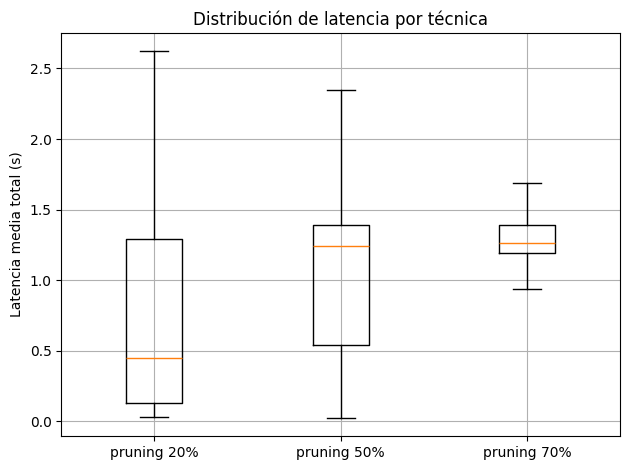 Distribución de latencia por técnica
Latencia media total (s)
2.5
2.0
1.5
1.0
0.5
0.0
pruning 20%
pruning 50%
pruning 70%